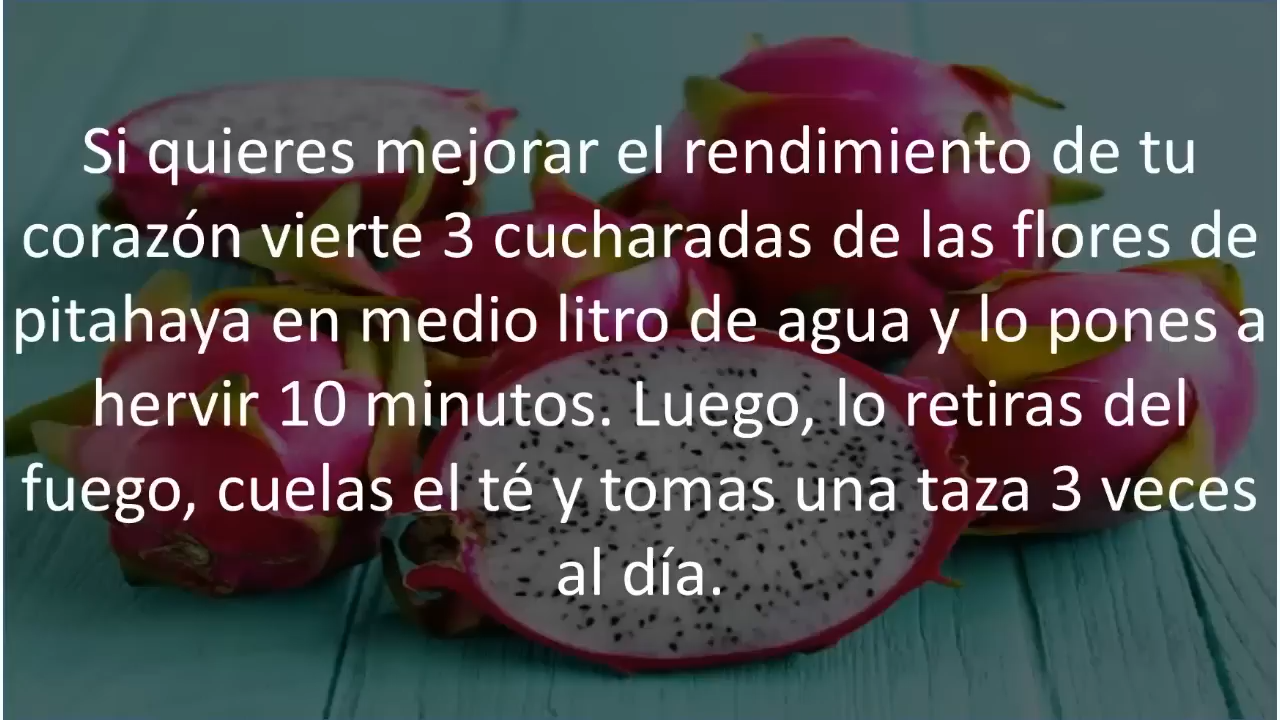 Si quieres mejorar el rendimiento de tu
corazón vierte 3 cucharadas de las flores de
pitahaya en medio litro de agua y lo pones a
hervir 10 minutos. Luego, lo retiras del
fuego, cuelas el té y tomas una taza 3 veces
al día.